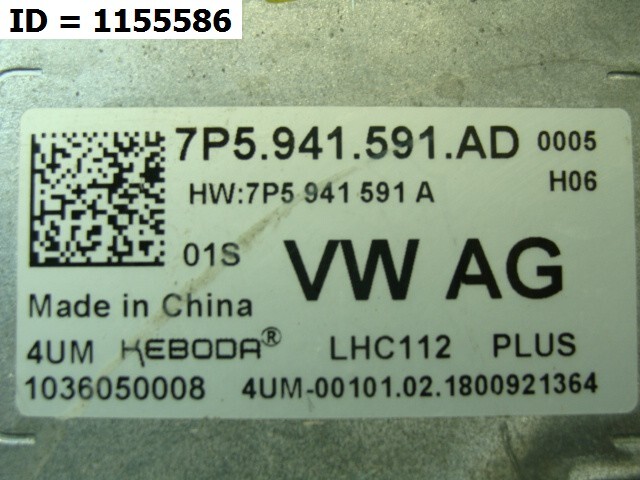 ID = 1155586
7P5.941.591.AD 0005
HW:7P5 941 591 A H06
01S VW AG
Made in China
4UM KEBODA® LHC112 PLUS
1036050008 4UM-00101.02.1800921364